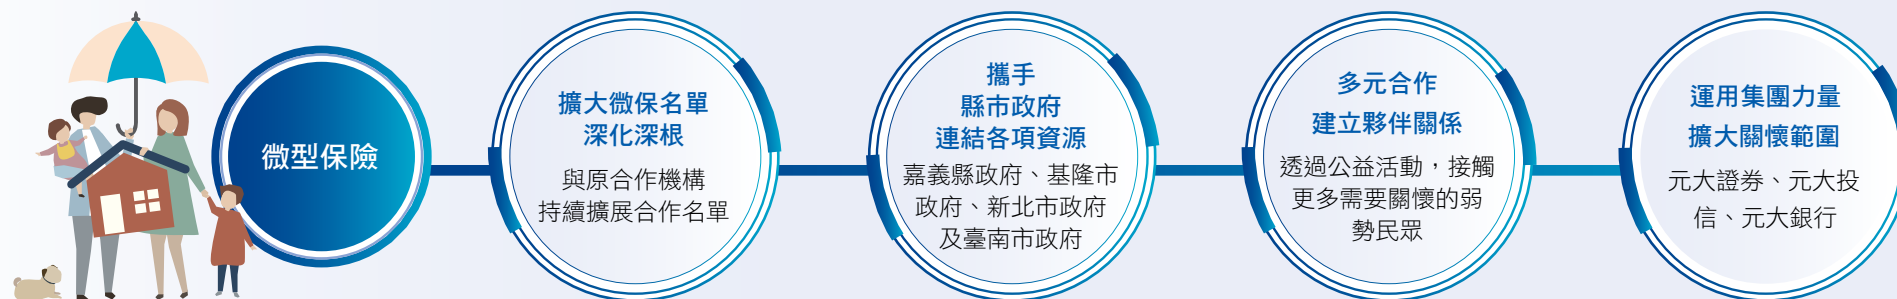 微型保險
擴大微保名單
深化深根
與原合作機構
持續擴展合作名單
攜手
縣市政府
連結各項資源
嘉義縣政府、基隆市
政府、新北市政府
及臺南市政府
多元合作
建立夥伴關係
透過公益活動，接觸
更多需要關懷的弱
勢民眾
運用集團力量
擴大關懷範圍
元大證券、元大投
信、元大銀行